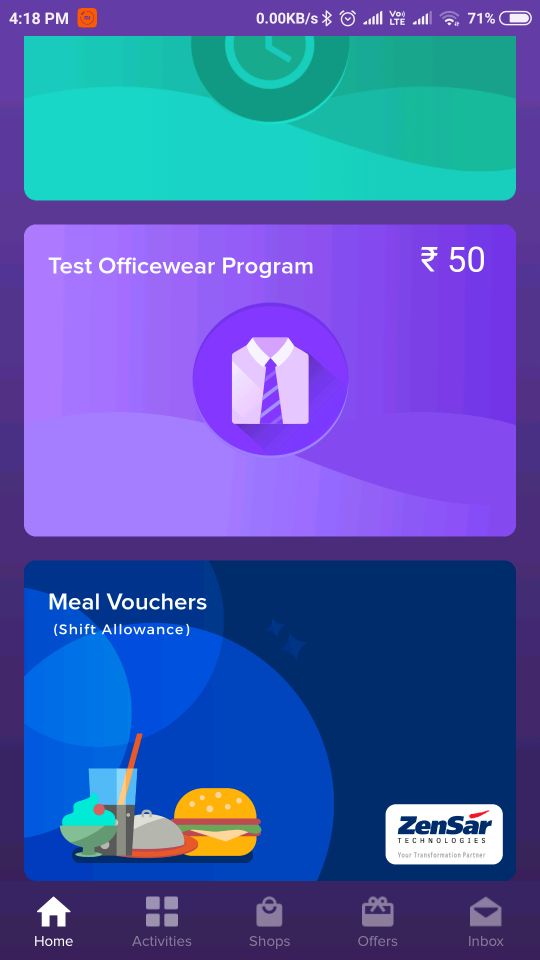 4:18 PM
0.00KB/s
Vo))
LTE
71%
Test Officewear Program
₹ 50
Meal Vouchers
(Shift Allowance)
ZenSar
TECHNOLOGIES
Your Transformation Partner
Home
Activities
Shops
Offers
Inbox